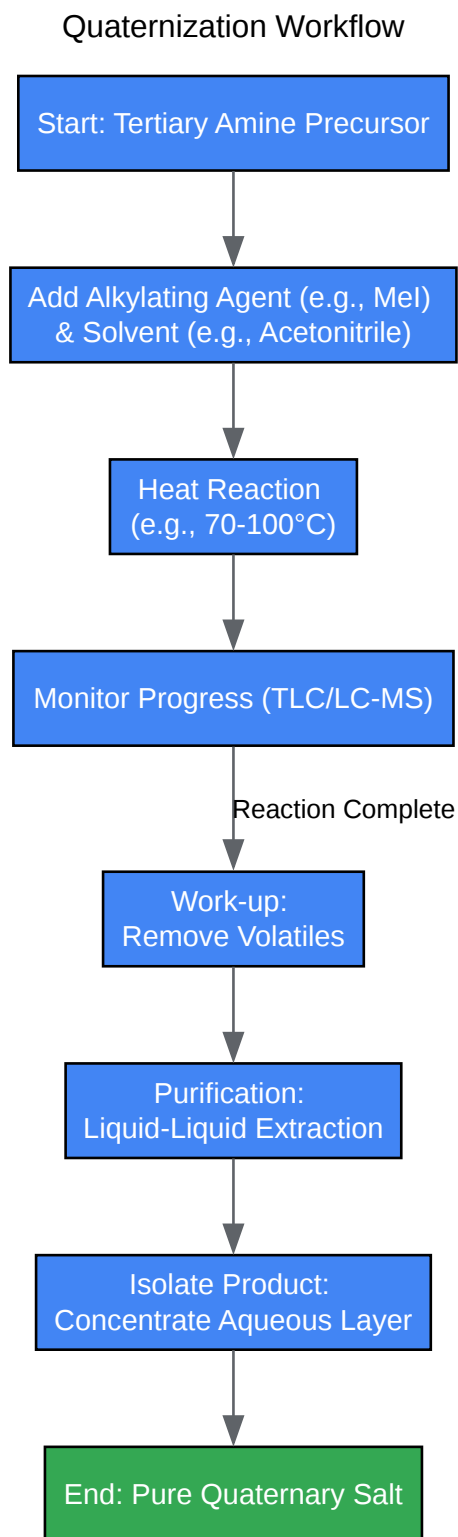 Quaternization Workflow
Start: Tertiary Amine Precursor
Add Alkylating Agent (e.g., MeI)
& Solvent (e.g., Acetonitrile)
Heat Reaction
(e.g., 70-100°C)
Monitor Progress (TLC/LC-MS)
Reaction Complete
Work-up:
Remove Volatiles
Purification:
Liquid-Liquid Extraction
Isolate Product:
Concentrate Aqueous Layer
End: Pure Quaternary Salt